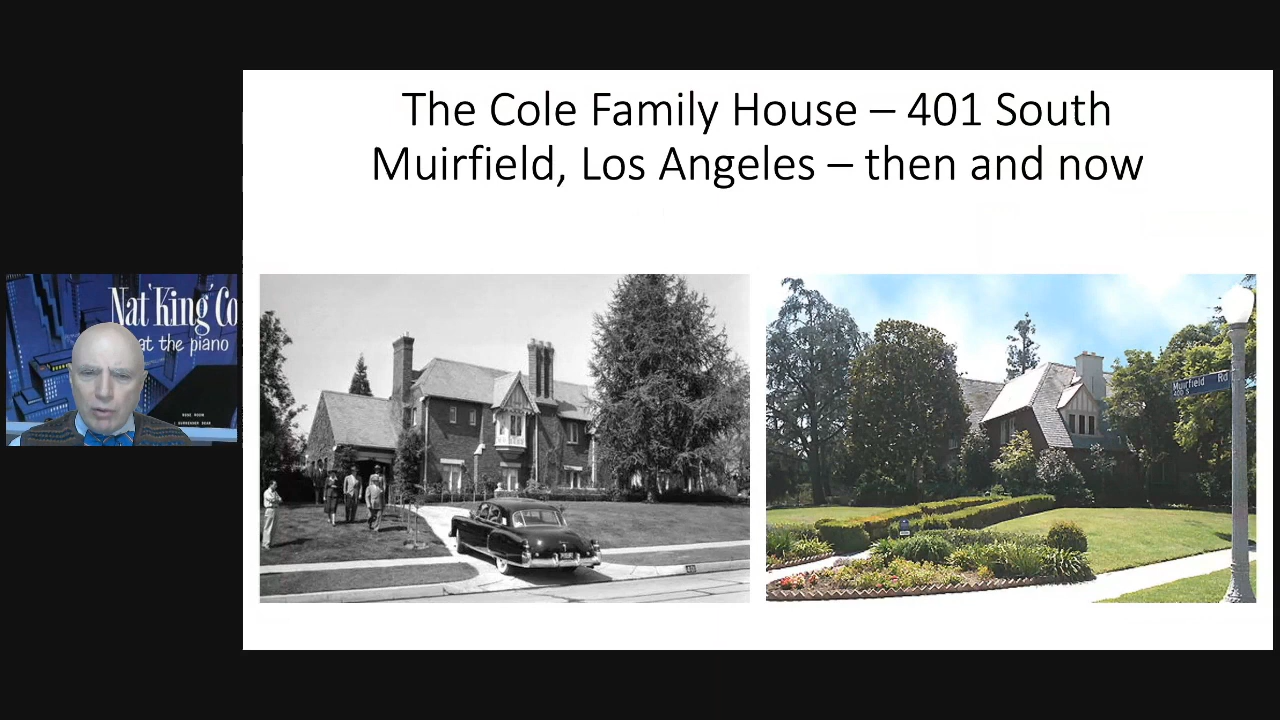 The Cole Family House – 401 South
Muirfield, Los Angeles – then and now
Nat King Co
at the piano
Muirfield Rd